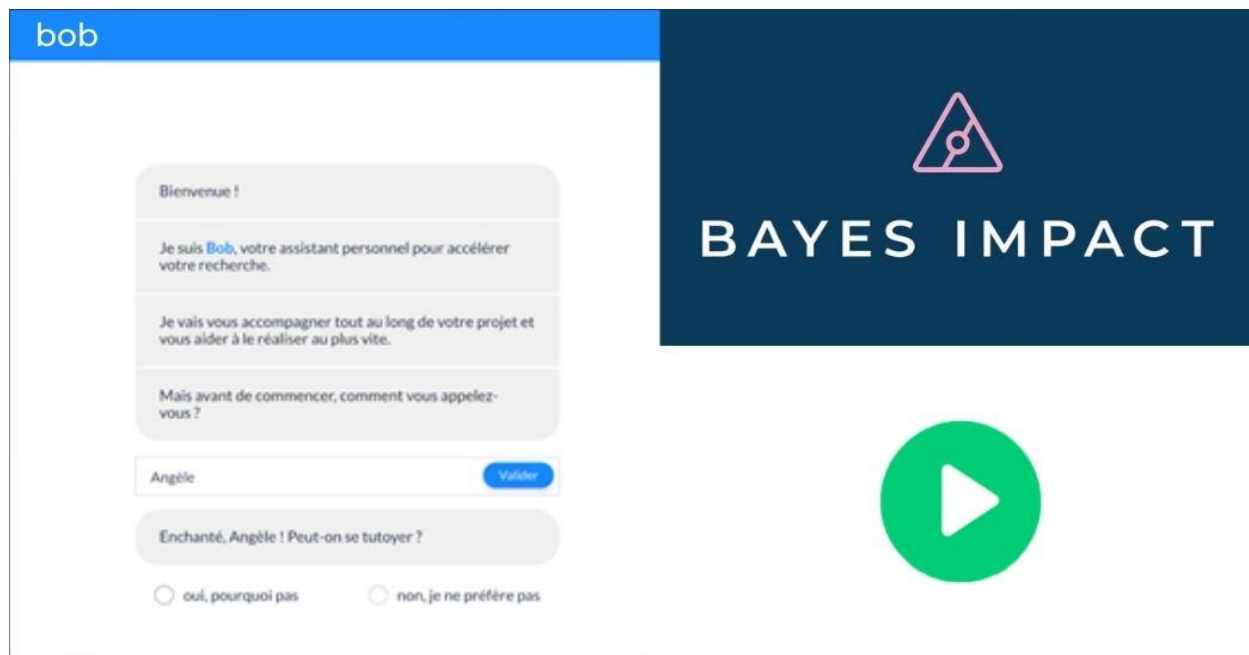 bob
Bienvenue !
Je suis Bob, votre assistant personnel pour accélérer
votre recherche.
Je vais vous accompagner tout au long de votre projet et
vous aider à le réaliser au plus vite.
Mais avant de commencer, comment vous appelez-
vous ?
Angèle
Valider
Enchanté, Angèle ! Peut-on se tutoyer ?
oui, pourquoi pas
non, je ne préfère pas
BAYES IMPACT